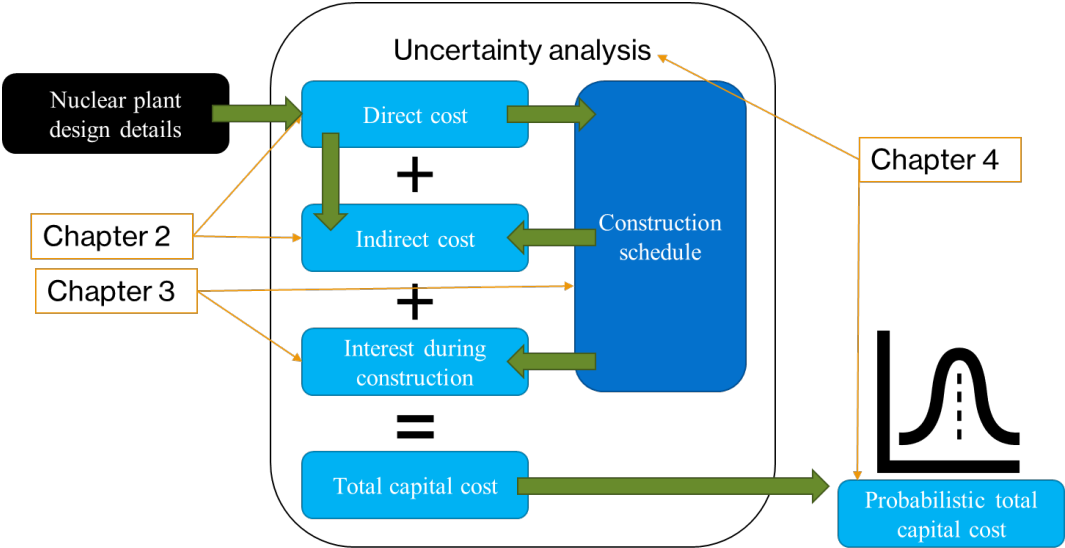 Uncertainty analysis
Nuclear plant
design details
Direct cost
+
Chapter 4
Chapter 2
Indirect cost
Construction
schedule
Chapter 3
+
Interest during
construction
=
Total capital cost
Probabilistic total
capital cost